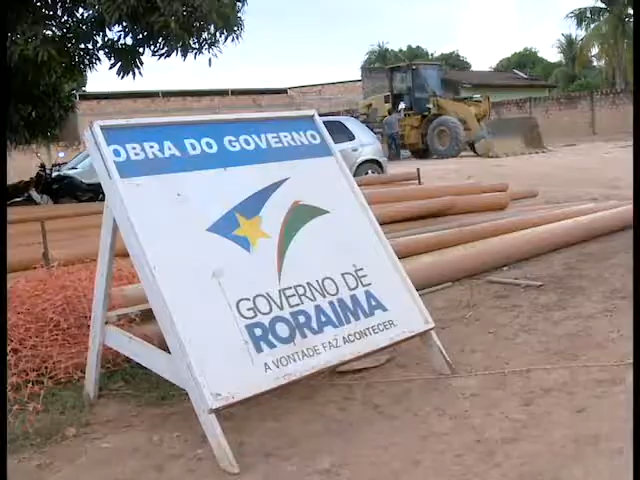 OBRA DO GOVERNO
GOVERNO DE
RORAIMA
A VONTADE FAZ ACONTECER.